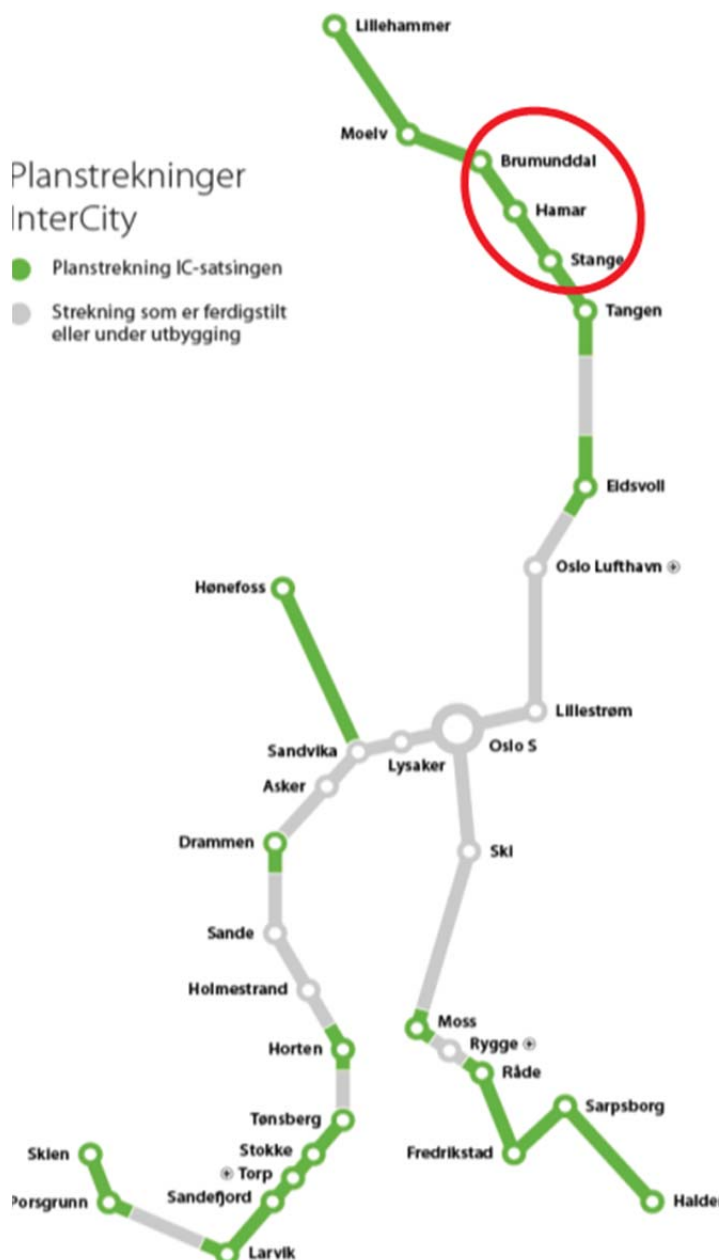 Lillehammer
Moelv
Brumunddal
Planstrekninger
InterCity
Hamar
Planstrekning IC-satsingen
Stange
Strekning som er ferdigstilt
eller under utbygging
Tangen
Eidsvoll
Oslo Lufthavn
Hønefoss
Lillestrøm
Oslo S
Sandvika
Lysaker
Asker
Drammen
Ski
Sande
Holmestrand
Moss
Rygge
Horten
Råde
Sarpsborg
Tønsberg
Stokke
Skien
Fredrikstad
Torp
Sandefjord
Porsgrunn
Halden
Larvik